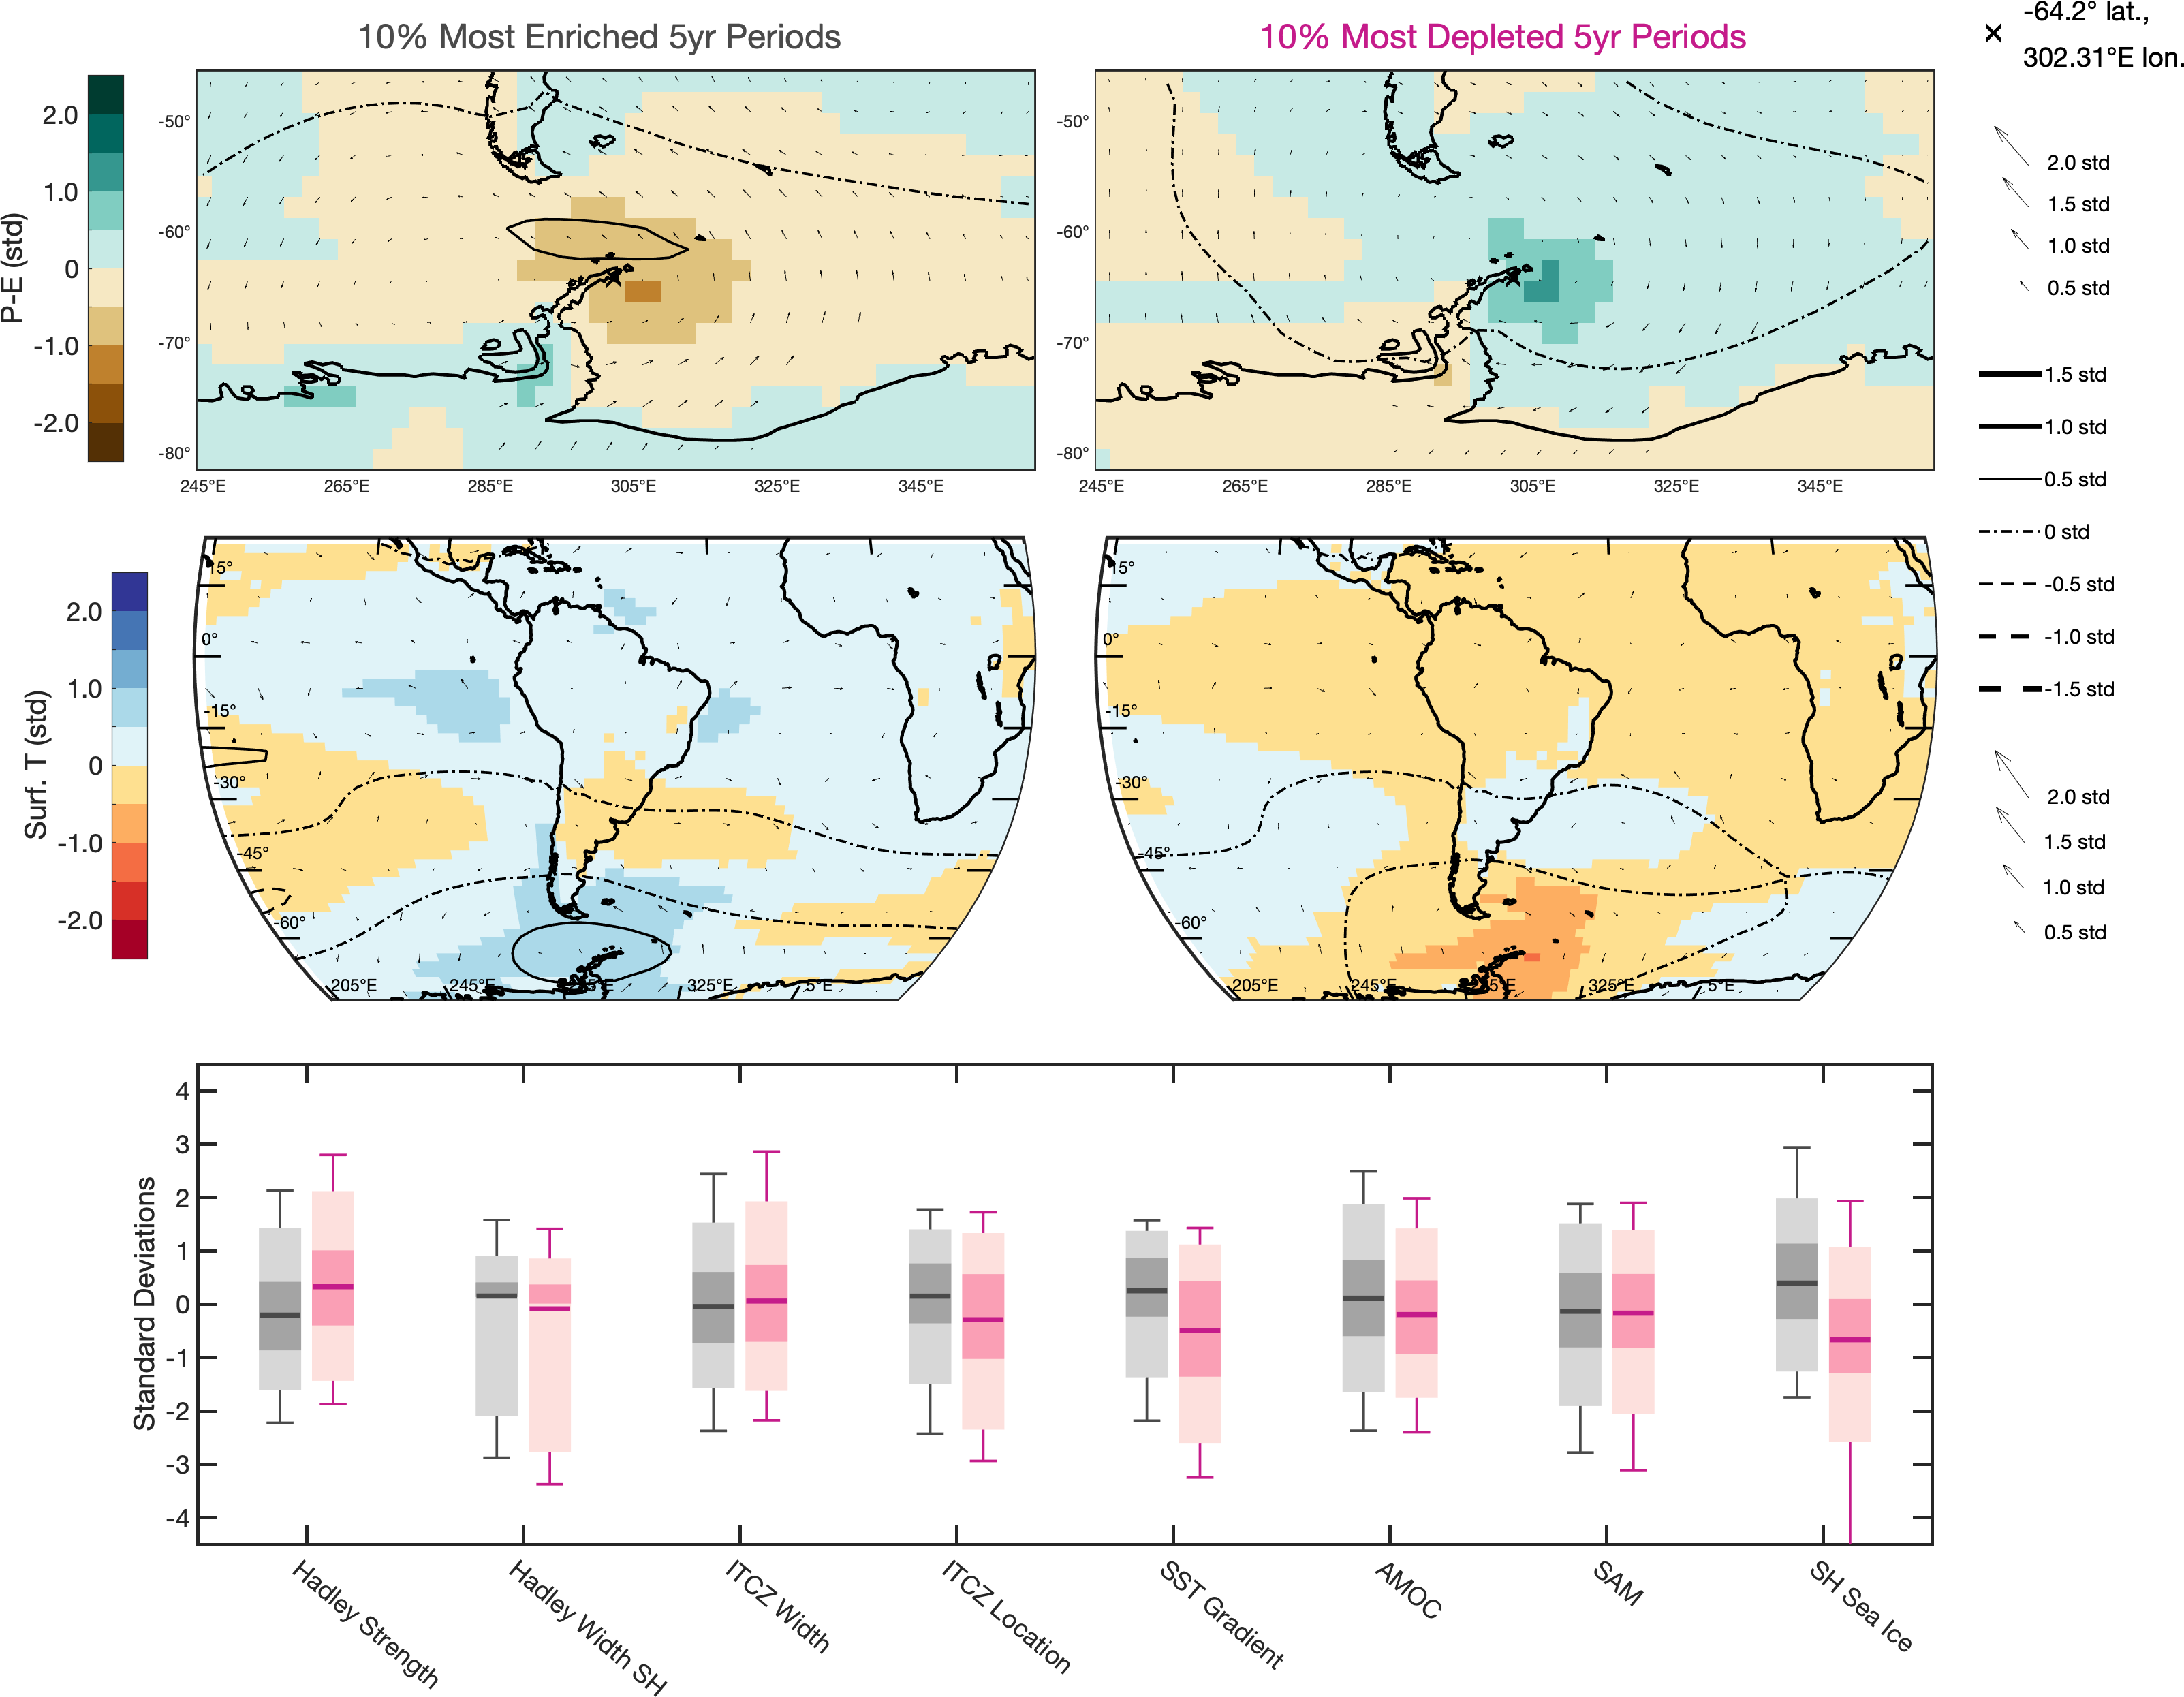 10% Most Enriched 5yr Periods
10% Most Depleted 5yr Periods
-64.2° lat.,
302.31°E lon.
P-E (std)
2.0
1.0
0
-1.0
-2.0
-50°
-60°
-70°
-80°
245°E
265°E
285°E
305°E
325°E
345°E
-50°
-60°
-70°
-80°
245°E
265°E
285°E
305°E
325°E
345°E
2.0 std
1.5 std
1.0 std
0.5 std
1.5 std
1.0 std
0.5 std
0 std
-0.5 std
-1.0 std
-1.5 std
Surf. T (std)
2.0
1.0
0
-1.0
-2.0
15°
0°
-15°
-30°
-45°
-60°
205°E
245°E
325°E
5°E
15°
0°
-15°
-30°
-45°
-60°
205°E
245°E
325°E
5°E
2.0 std
1.5 std
1.0 std
0.5 std
Standard Deviations
4
3
2
1
0
-1
-2
-3
-4
Hadley Strength
Hadley Width SH
ITCZ Width
ITCZ Location
SST Gradient
AMOC
SAM
SH Sea Ice